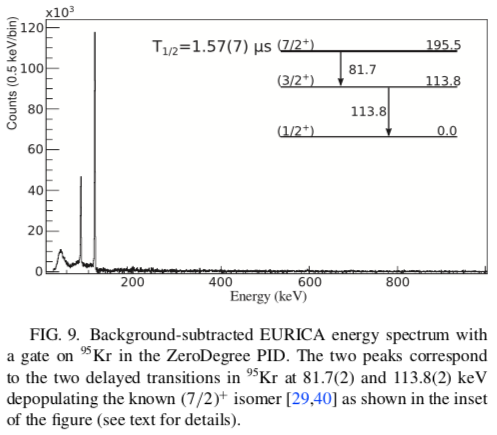 x10³
120
100
80
60
40
20
0
Counts (0.5 keV/bin)
T₁/₂=1.57(7) μs (7/2⁺) 195.5
81.7
(3/2⁺) 113.8
113.8
(1/2⁺) 0.0
200 400 600 800
Energy (keV)
FIG. 9. Background-subtracted EURICA energy spectrum with
a gate on ⁹⁵Kr in the ZeroDegree PID. The two peaks correspond
to the two delayed transitions in ⁹⁵Kr at 81.7(2) and 113.8(2) keV
depopulating the known (7/2)⁺ isomer [29,40] as shown in the inset
of the figure (see text for details).